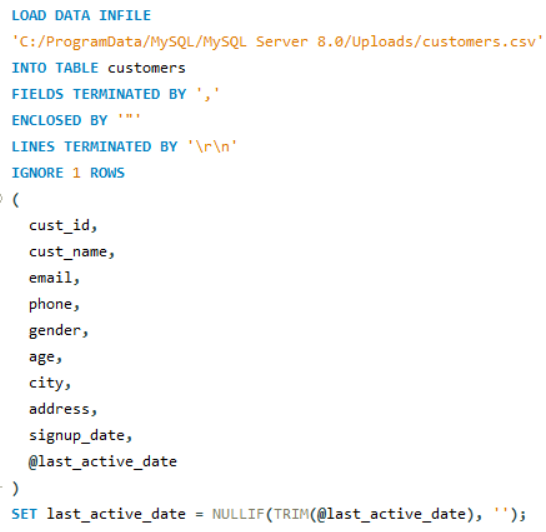 LOAD DATA INFILE
'C:/ProgramData/MySQL/MySQL Server 8.0/Uploads/customers.csv'
INTO TABLE customers
FIELDS TERMINATED BY ','
ENCLOSED BY '"'
LINES TERMINATED BY '\r\n'
IGNORE 1 ROWS
(
cust_id,
cust_name,
email,
phone,
gender,
age,
city,
address,
signup_date,
@last_active_date
)
SET last_active_date = NULLIF(TRIM(@last_active_date), '');